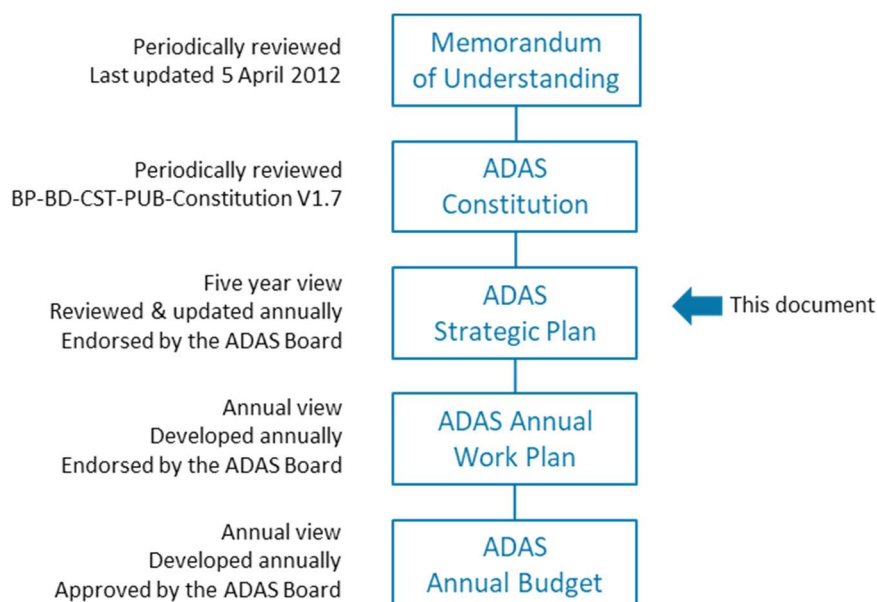 Periodically reviewed
Last updated 5 April 2012
Memorandum
of Understanding
Periodically reviewed
BP-BD-CST-PUB-Constitution V1.7
ADAS
Constitution
Five year view
Reviewed & updated annually
Endorsed by the ADAS Board
ADAS
Strategic Plan
This document
Annual view
Developed annually
Endorsed by the ADAS Board
ADAS Annual
Work Plan
Annual view
Developed annually
Approved by the ADAS Board
ADAS
Annual Budget